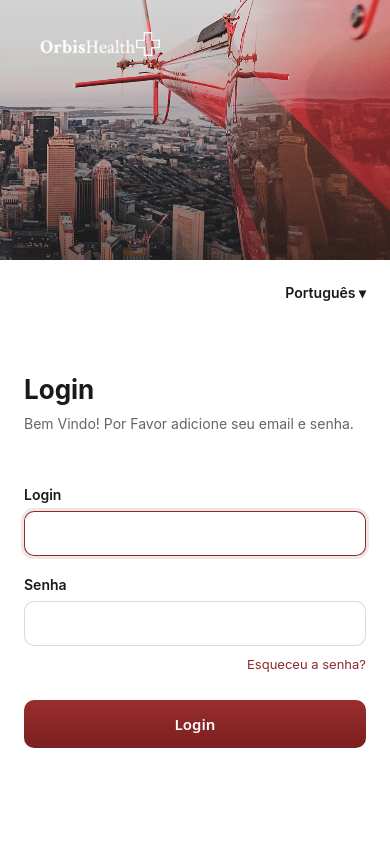 OrbisHealth
Português ▾
Login
Bem Vindo! Por Favor adicione seu email e senha.
Login
Senha
Esqueceu a senha?
Login